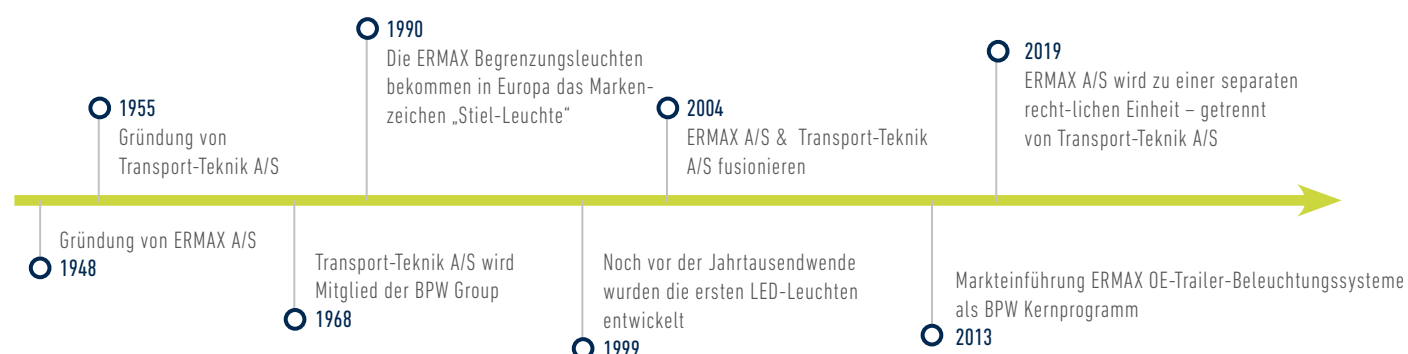 1990
Die ERMAX Begrenzungsleuchten
bekommen in Europa das Marken-
zeichen „Stiel-Leuchte“
2019
ERMAX A/S wird zu einer separaten
recht-lichen Einheit – getrennt
von Transport-Teknik A/S
1955
Gründung von
Transport-Teknik A/S
2004
ERMAX A/S & Transport-Teknik
A/S fusionieren
Gründung von ERMAX A/S
1948
Transport-Teknik A/S wird
Mitglied der BPW Group
1968
Noch vor der Jahrtausendwende
wurden die ersten LED-Leuchten
entwickelt
1999
Markteinführung ERMAX OE-Trailer-Beleuchtungssysteme
als BPW Kernprogramm
2013